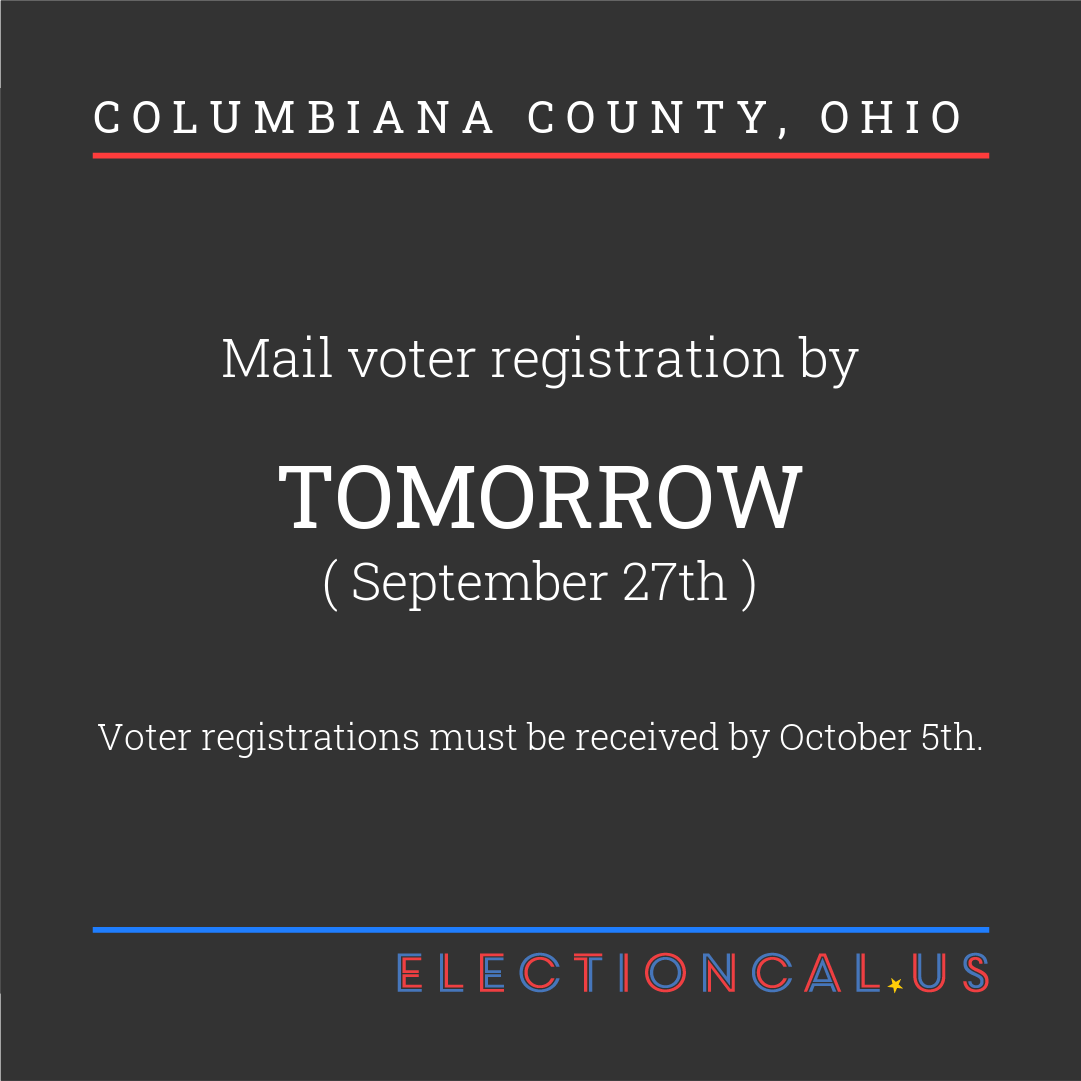 COLUMBIANA COUNTY, OHIO
Mail voter registration by
TOMORROW
( September 27th )
Voter registrations must be received by October 5th.
ELECTIONCAL.US